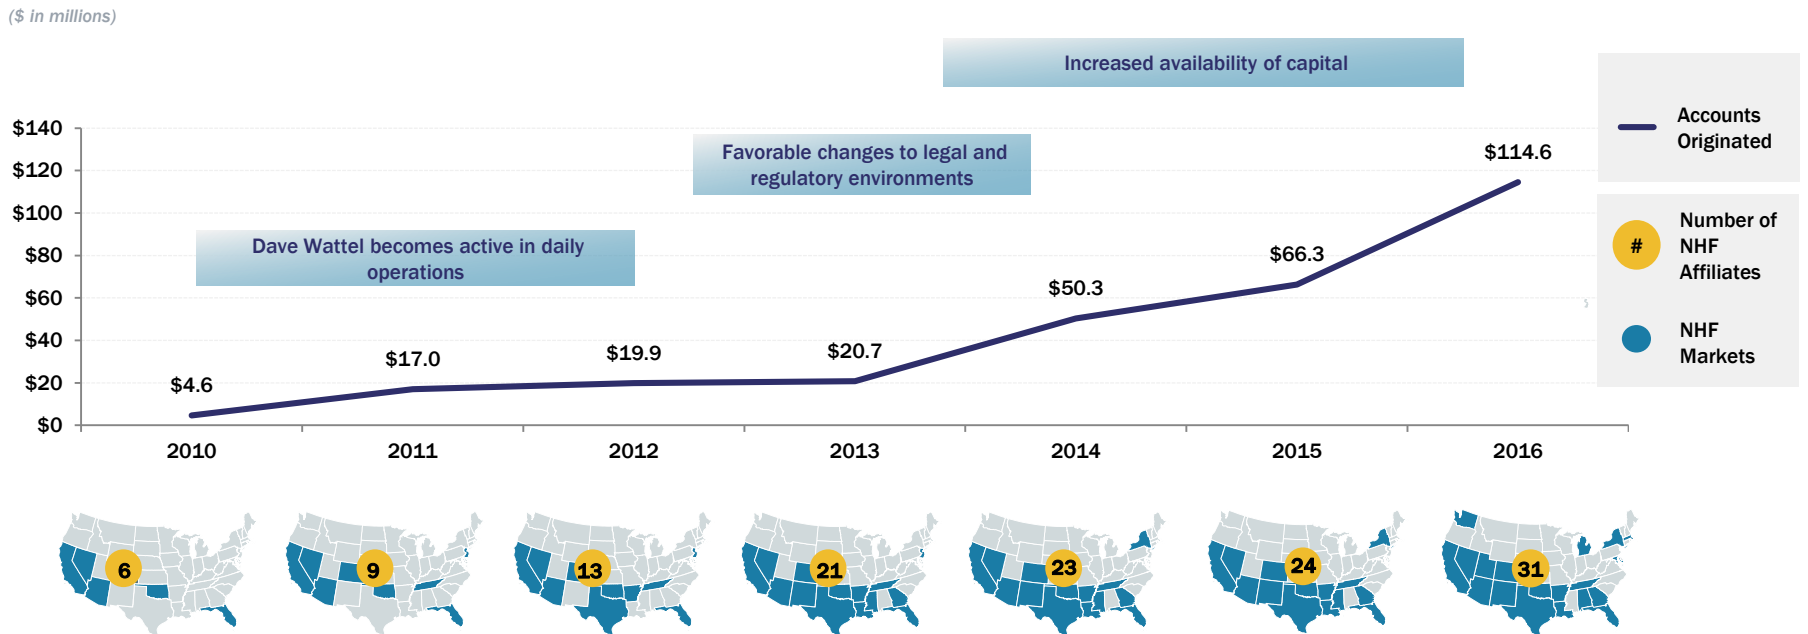 ($ in millions)
Increased availability of capital
Favorable changes to legal and
regulatory environments
Dave Wattel becomes active in daily
operations
$140
$120
$100
$80
$60
$40
$20
$0
$4.6
$17.0
$19.9
$20.7
$50.3
$66.3
$114.6
2010
2011
2012
2013
2014
2015
2016
6
9
13
21
23
24
31
Accounts
Originated
#
Number of
NHF
Affiliates
NHF
Markets